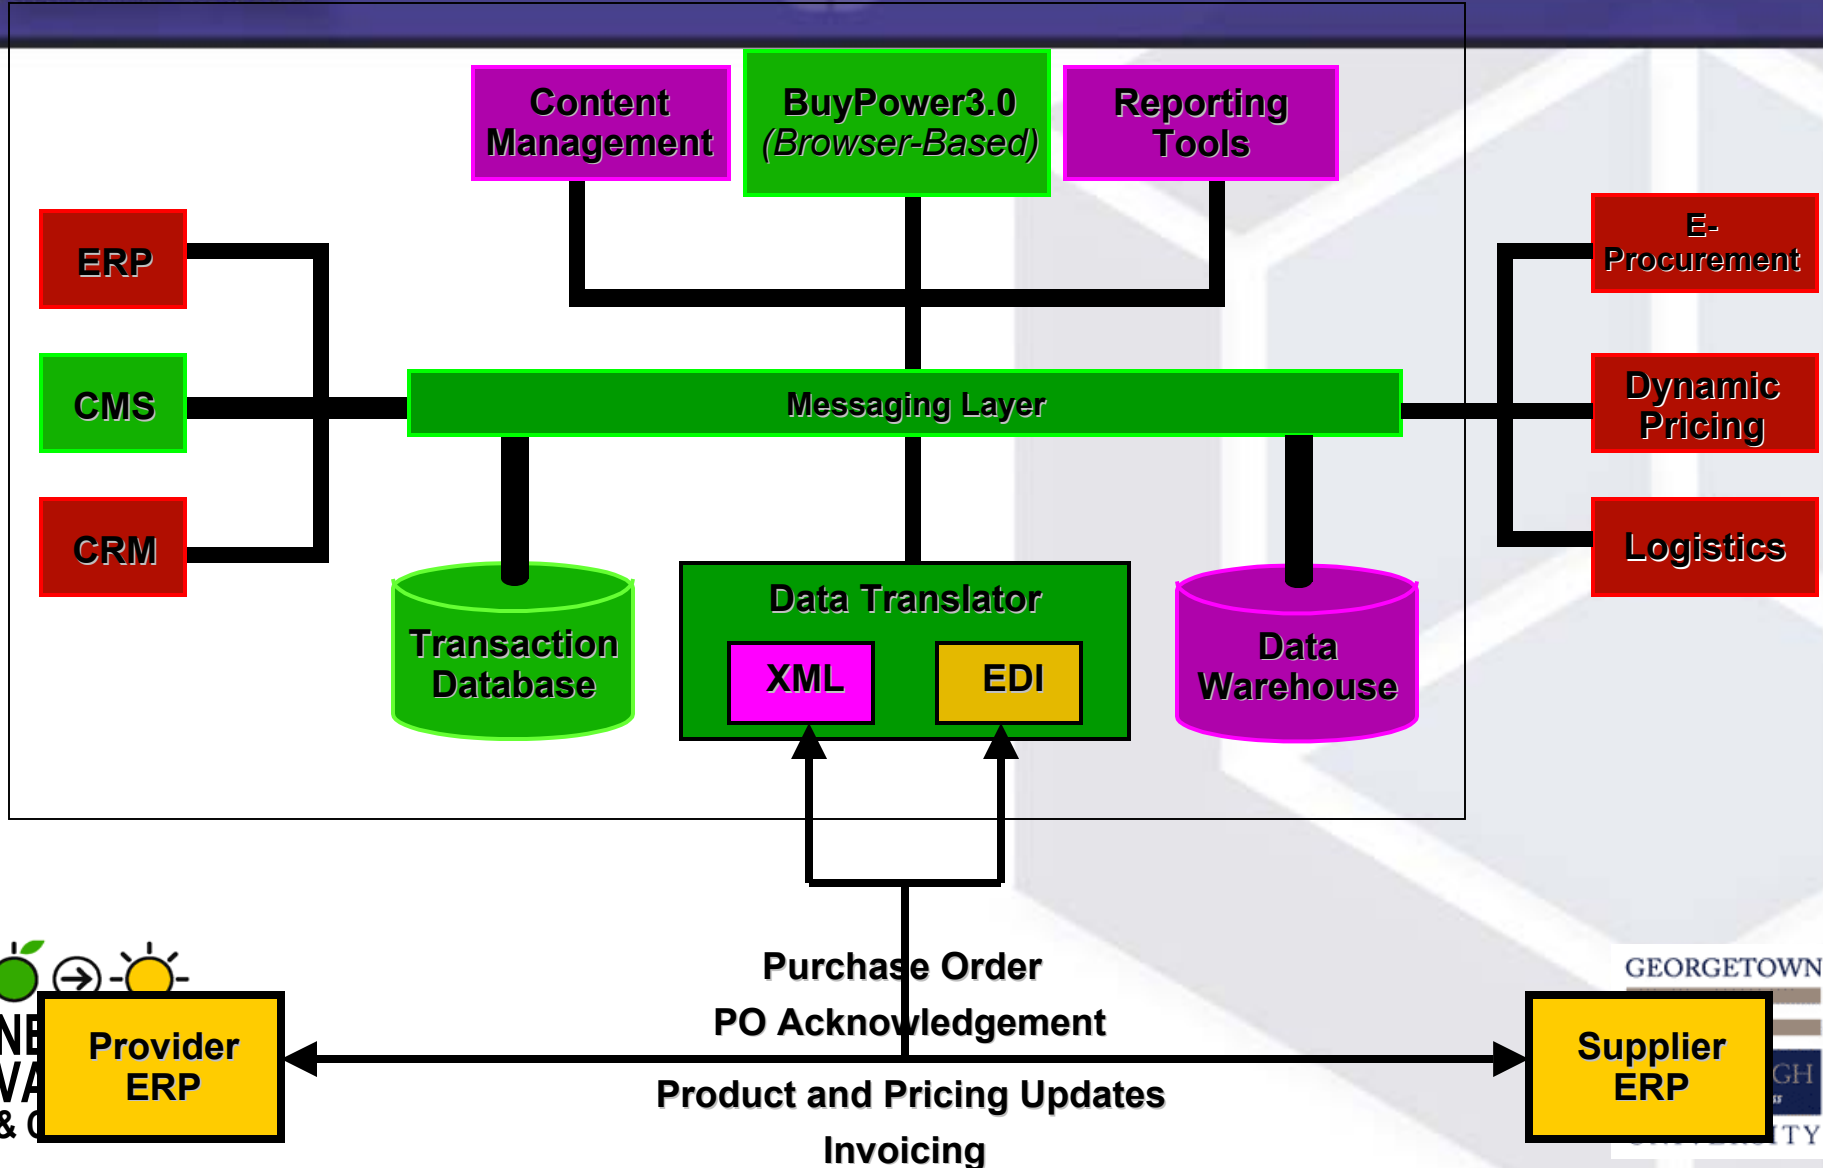 Content
Management
BuyPower3.0
(Browser-Based)
Reporting
Tools
ERP
CMS
CRM
Messaging Layer
E-
Procurement
Dynamic
Pricing
Logistics
Transaction
Database
Data Translator
XML
EDI
Data
Warehouse
Purchase Order
PO Acknowledgement
Product and Pricing Updates
Invoicing
Provider
ERP
Supplier
ERP
GEORGETOWN